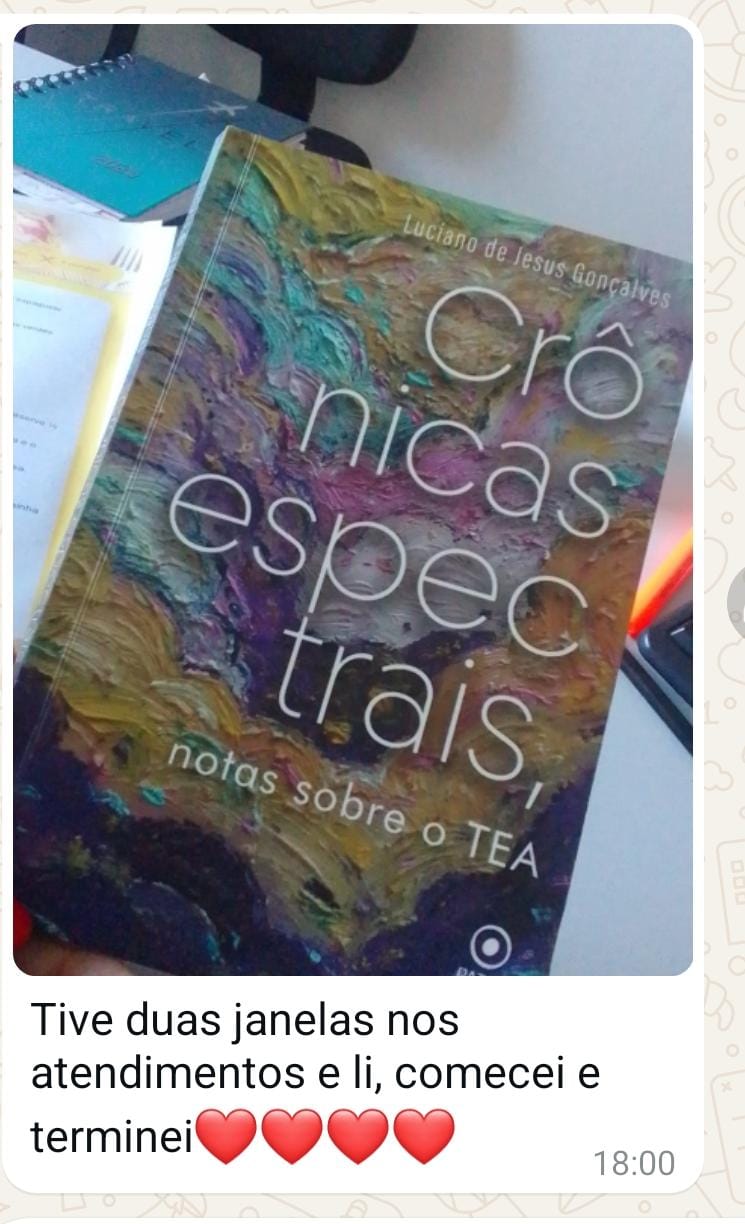 TRAVEL
Luciano de Jesus Gonçalves
Crô
nicas
espec
trais,
notas sobre o TEA
Tive duas janelas nos
atendimentos e li, comecei e
terminei❤️❤️❤️❤️
18:00